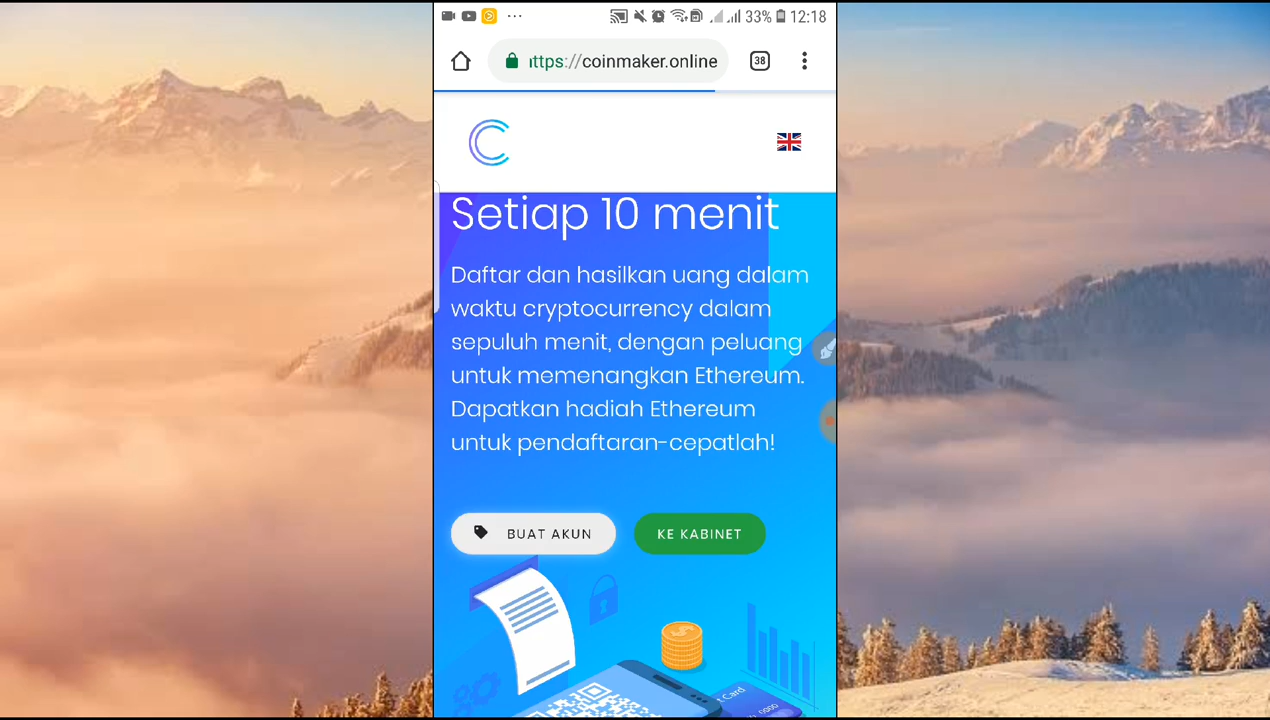 33% 12:18
ttps://coinmaker.online
38
Setiap 10 menit
Daftar dan hasilkan uang dalam
waktu cryptocurrency dalam
sepuluh menit, dengan peluang
untuk memenangkan Ethereum.
Dapatkan hadiah Ethereum
untuk pendaftaran-cepatlah!
BUAT AKUN
KE KABINET